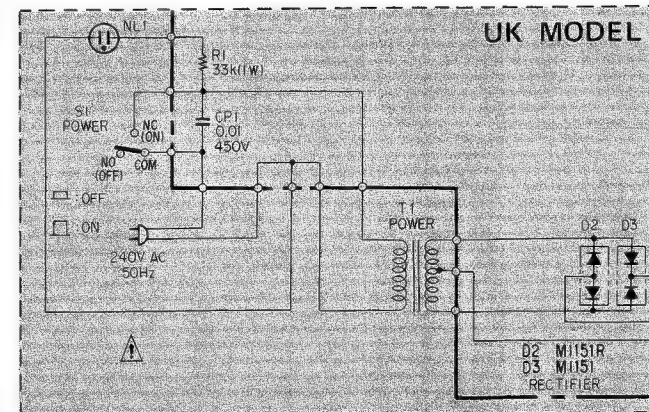 NL1
UK MODEL
R1
33k(1W)
S1
POWER
NC
(ON)
CP1
0.01
450V
NO
(OFF)
COM
OFF
ON
240V AC
50Hz
T1
POWER
D2
D3
D2 M1151R
D3 M1151
RECTIFIER